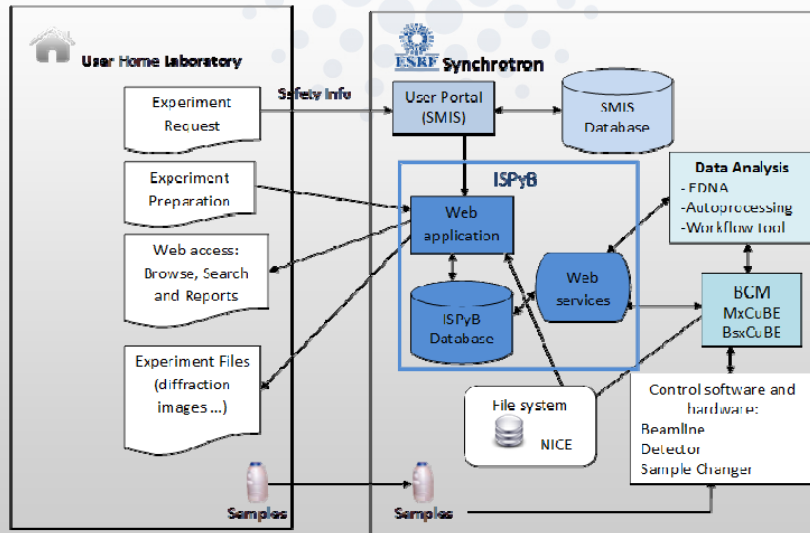 User Home Laboratory
ESRF
Synchrotron
Experiment
Request
Safety Info
User Portal
(SMIS)
SMIS
Database
Experiment
Preparation
ISPyB
Web
application
Data Analysis
- EDNA
-Autoprocessing
-Workflow tool
Web access:
Browse, Search
and Reports
Web
services
ISPyB
Database
BCM
MxCuBE
BsxCuBE
Experiment Files
(diffraction
images ...)
File system
NICE
Control software and
hardware:
Beamline
Detector
Sample Changer
Samples
Samples